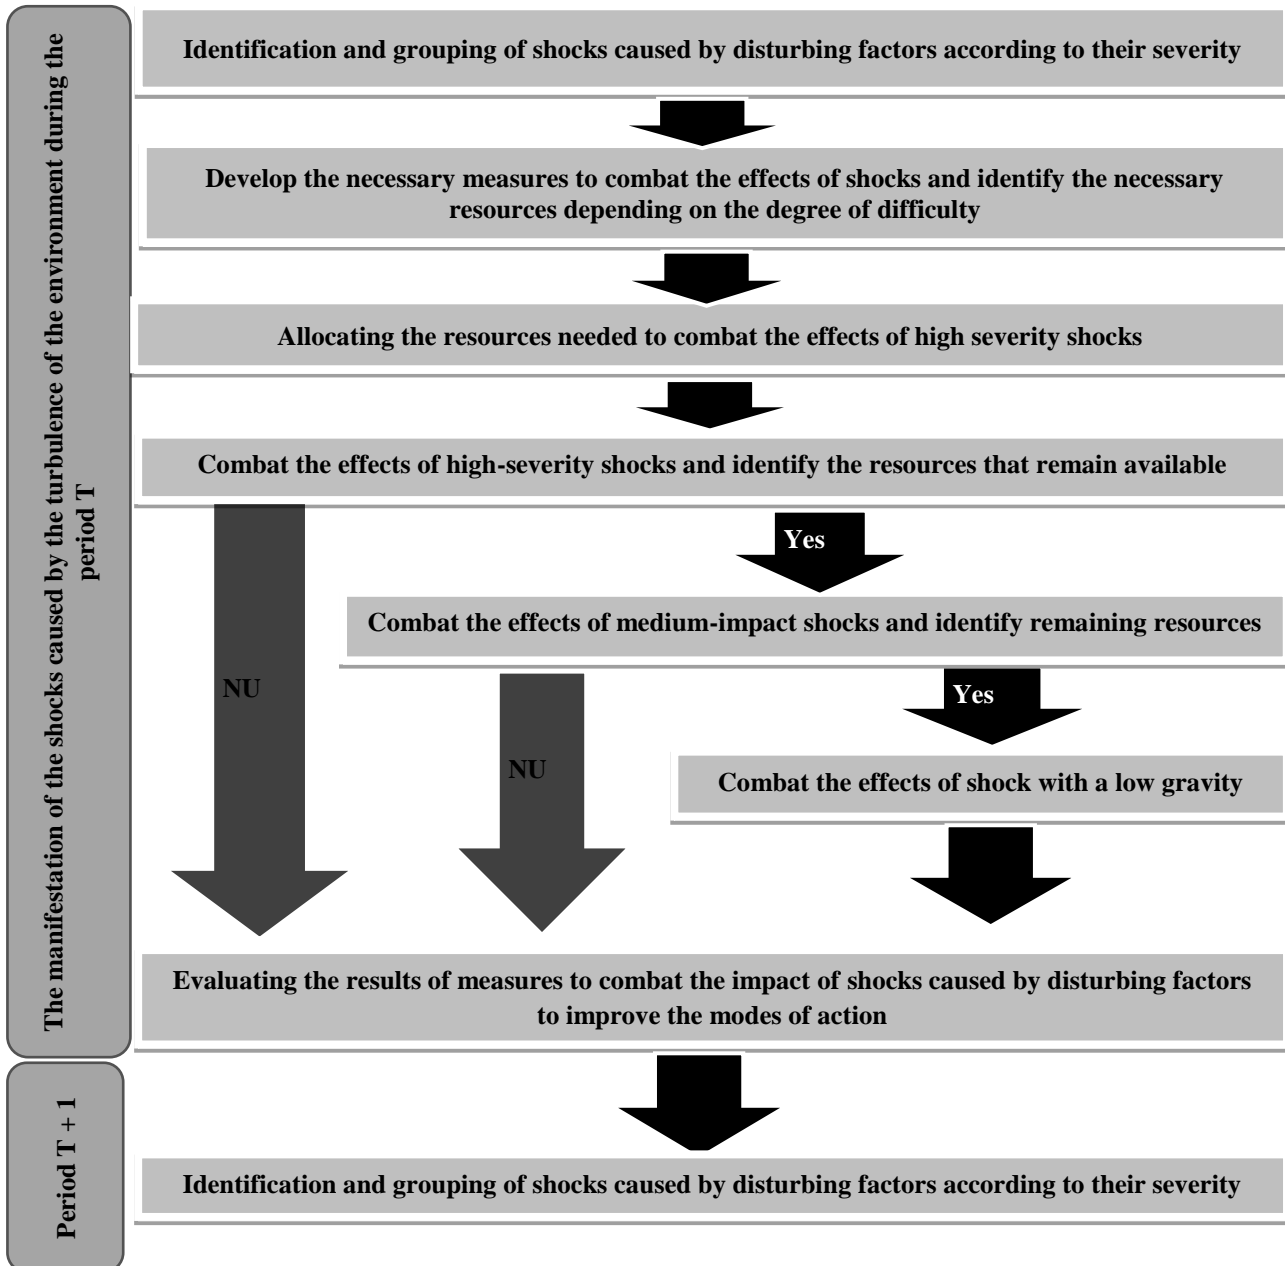 The manifestation of the shocks caused by the turbulence of the environment during the
period T
Identification and grouping of shocks caused by disturbing factors according to their severity
Develop the necessary measures to combat the effects of shocks and identify the necessary
resources depending on the degree of difficulty
Allocating the resources needed to combat the effects of high severity shocks
Combat the effects of high-severity shocks and identify the resources that remain available
Yes
Combat the effects of medium-impact shocks and identify remaining resources
NU
Yes
NU
Combat the effects of shock with a low gravity
Evaluating the results of measures to combat the impact of shocks caused by disturbing factors
to improve the modes of action
Period T + 1
Identification and grouping of shocks caused by disturbing factors according to their severity